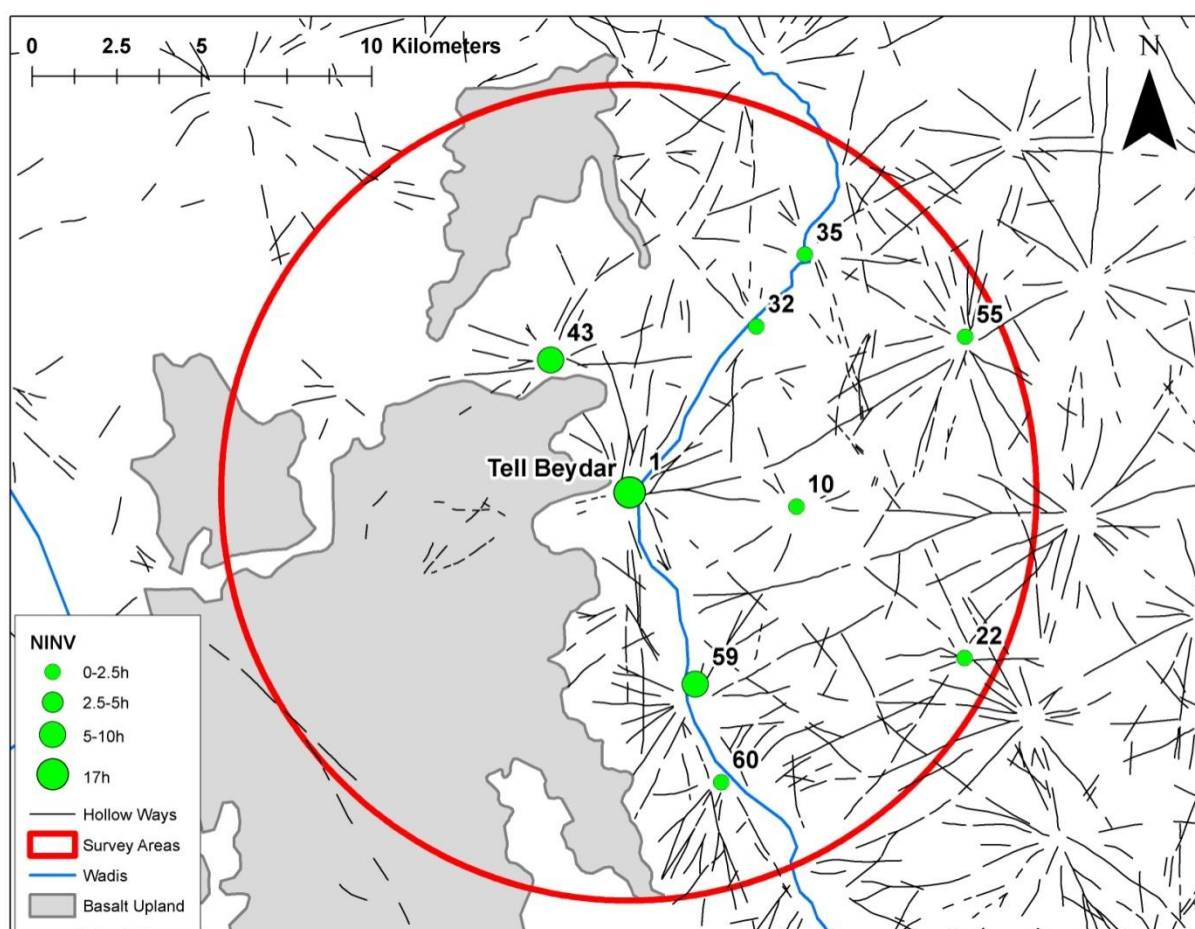 0 2.5 5 10 Kilometers
N
35
32
55
43
Tell Beydar 1
10
22
59
60
NINV
0-2.5h
2.5-5h
5-10h
17h
Hollow Ways
Survey Areas
Wadis
Basalt Upland